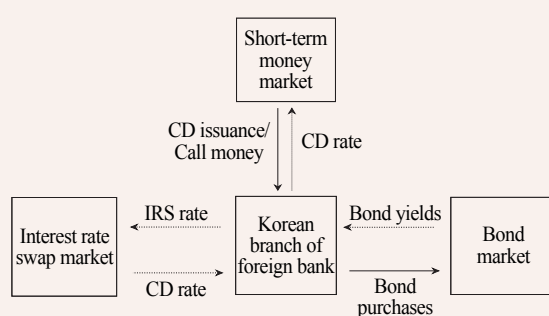 Short-term
money
market
CD issuance/
Call money
CD rate
IRS rate
Bond yields
Interest rate
swap market
Korean
branch of
foreign bank
Bond
market
CD rate
Bond
purchases